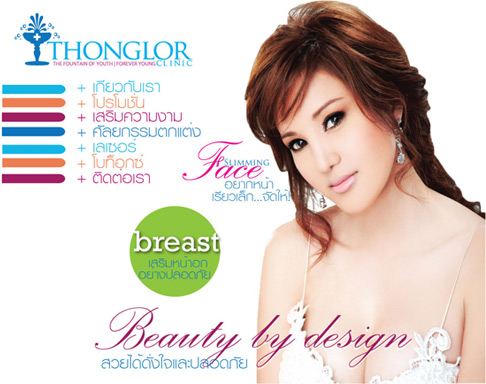 THONGLOR
THE FOUNTAIN OF YOUTH | FOREVER YOUNG CLINIC
+ เกี่ยวกับเรา
+ โปรโมชั่น
+ เสริมความงาม
+ ศัลยกรรมตกแต่ง
+ เลเซอร์
+ โบท็อกซ์
+ ติดต่อเรา
SLIMMING
Face
อยากหน้า
เรียวเล็ก...จัดให้!
breast
เสริมหน้าอก
อย่างปลอดภัย
Beauty by design
สวยได้ดั่งใจและปลอดภัย